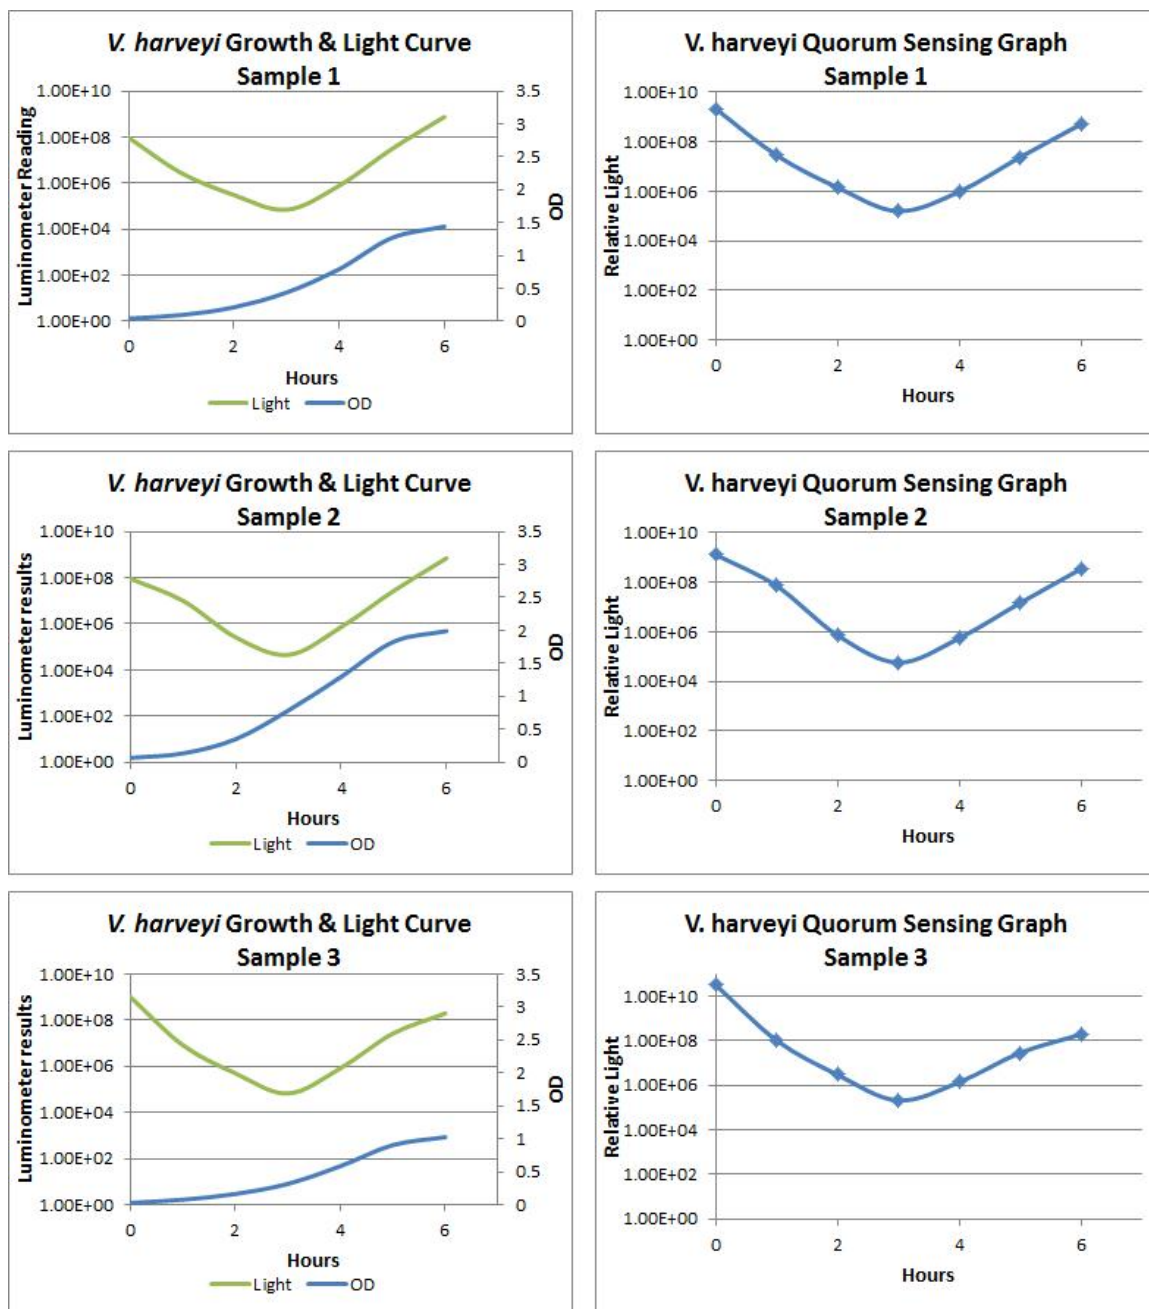 V. harveyi Growth & Light Curve
Sample 1
Luminometer Reading
1.00E+10
1.00E+08
1.00E+06
1.00E+04
1.00E+02
1.00E+00
3.5
3
2.5
2
1.5
1
0.5
0
OD
0 2 4 6
Hours
Light OD
V. harveyi Quorum Sensing Graph
Sample 1
Relative Light
1.00E+10
1.00E+08
1.00E+06
1.00E+04
1.00E+02
1.00E+00
0 2 4 6
Hours
V. harveyi Growth & Light Curve
Sample 2
Luminometer results
1.00E+10
1.00E+08
1.00E+06
1.00E+04
1.00E+02
1.00E+00
3.5
3
2.5
2
1.5
1
0.5
0
OD
0 2 4 6
Hours
Light OD
V. harveyi Quorum Sensing Graph
Sample 2
Relative Light
1.00E+10
1.00E+08
1.00E+06
1.00E+04
1.00E+02
1.00E+00
0 2 4 6
Hours
V. harveyi Growth & Light Curve
Sample 3
Luminometer results
1.00E+10
1.00E+08
1.00E+06
1.00E+04
1.00E+02
1.00E+00
3.5
3
2.5
2
1.5
1
0.5
0
OD
0 2 4 6
Hours
Light OD
V. harveyi Quorum Sensing Graph
Sample 3
Relative Light
1.00E+10
1.00E+08
1.00E+06
1.00E+04
1.00E+02
1.00E+00
0 2 4 6
Hours